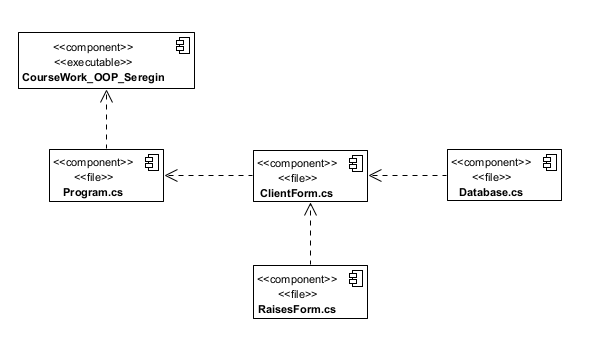 <<component>>
<<executable>>
CourseWork_OOP_Seregin
<<component>>
<<file>>
Program.cs
<<component>>
<<file>>
ClientForm.cs
<<component>>
<<file>>
Database.cs
<<component>>
<<file>>
RaisesForm.cs